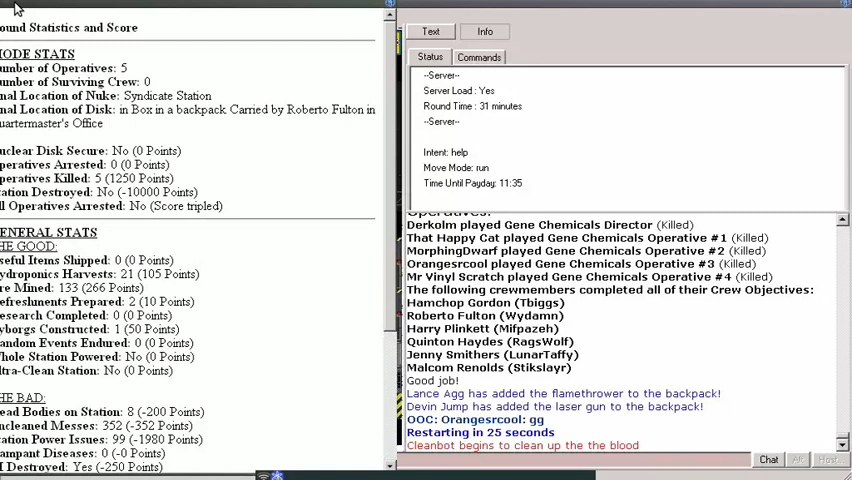 ound Statistics and Score
ODE STATS
umber of Operatives: 5
umber of Surviving Crew: 0
nal Location of Nuke: Syndicate Station
nal Location of Disk: in Box in a backpack Carried by Roberto Fulton in
uartermaster's Office
uclear Disk Secure: No (0 Points)
peratives Arrested: 0 (0 Points)
peratives Killed: 5 (1250 Points)
tation Destroyed: No (-10000 Points)
ll Operatives Arrested: No (Score tripled)
ENERAL STATS
HE GOOD:
seful Items Shipped: 0 (0 Points)
ydroponics Harvests: 21 (105 Points)
re Mined: 133 (266 Points)
efreshments Prepared: 2 (10 Points)
esearch Completed: 0 (0 Points)
yborgs Constructed: 1 (50 Points)
andom Events Endured: 0 (0 Points)
hole Station Powered: No (0 Points)
ltra-Clean Station: No (0 Points)
HE BAD:
ead Bodies on Station: 8 (-200 Points)
ncleaned Messes: 352 (-352 Points)
tation Power Issues: 99 (-1980 Points)
ampant Diseases: 0 (-0 Points)
I Destroyed: Yes (-250 Points)
Text
Info
Status
Commands
--Server--
Server Load : Yes
Round Time : 31 minutes
--Server--
Intent: help
Move Mode: run
Time Until Payday: 11:35
Operatives:
Derkolm played Gene Chemicals Director (Killed)
That Happy Cat played Gene Chemicals Operative #1 (Killed)
MorphingDwarf played Gene Chemicals Operative #2 (Killed)
Orangesrcool played Gene Chemicals Operative #3 (Killed)
Mr Vinyl Scratch played Gene Chemicals Operative #4 (Killed)
The following crewmembers completed all of their Crew Objectives:
Hamchop Gordon (Tbiggs)
Roberto Fulton (Wydamn)
Harry Plinkett (Mifpazeh)
Quinton Haydes (RagsWolf)
Jenny Smithers (LunarTaffy)
Malcom Renolds (Stikslayr)
Good job!
Lance Agg has added the flamethrower to the backpack!
Devin Jump has added the laser gun to the backpack!
OOC: Orangesrcool: gg
Restarting in 25 seconds
Cleanbot begins to clean up the the blood
Chat
All
Host...